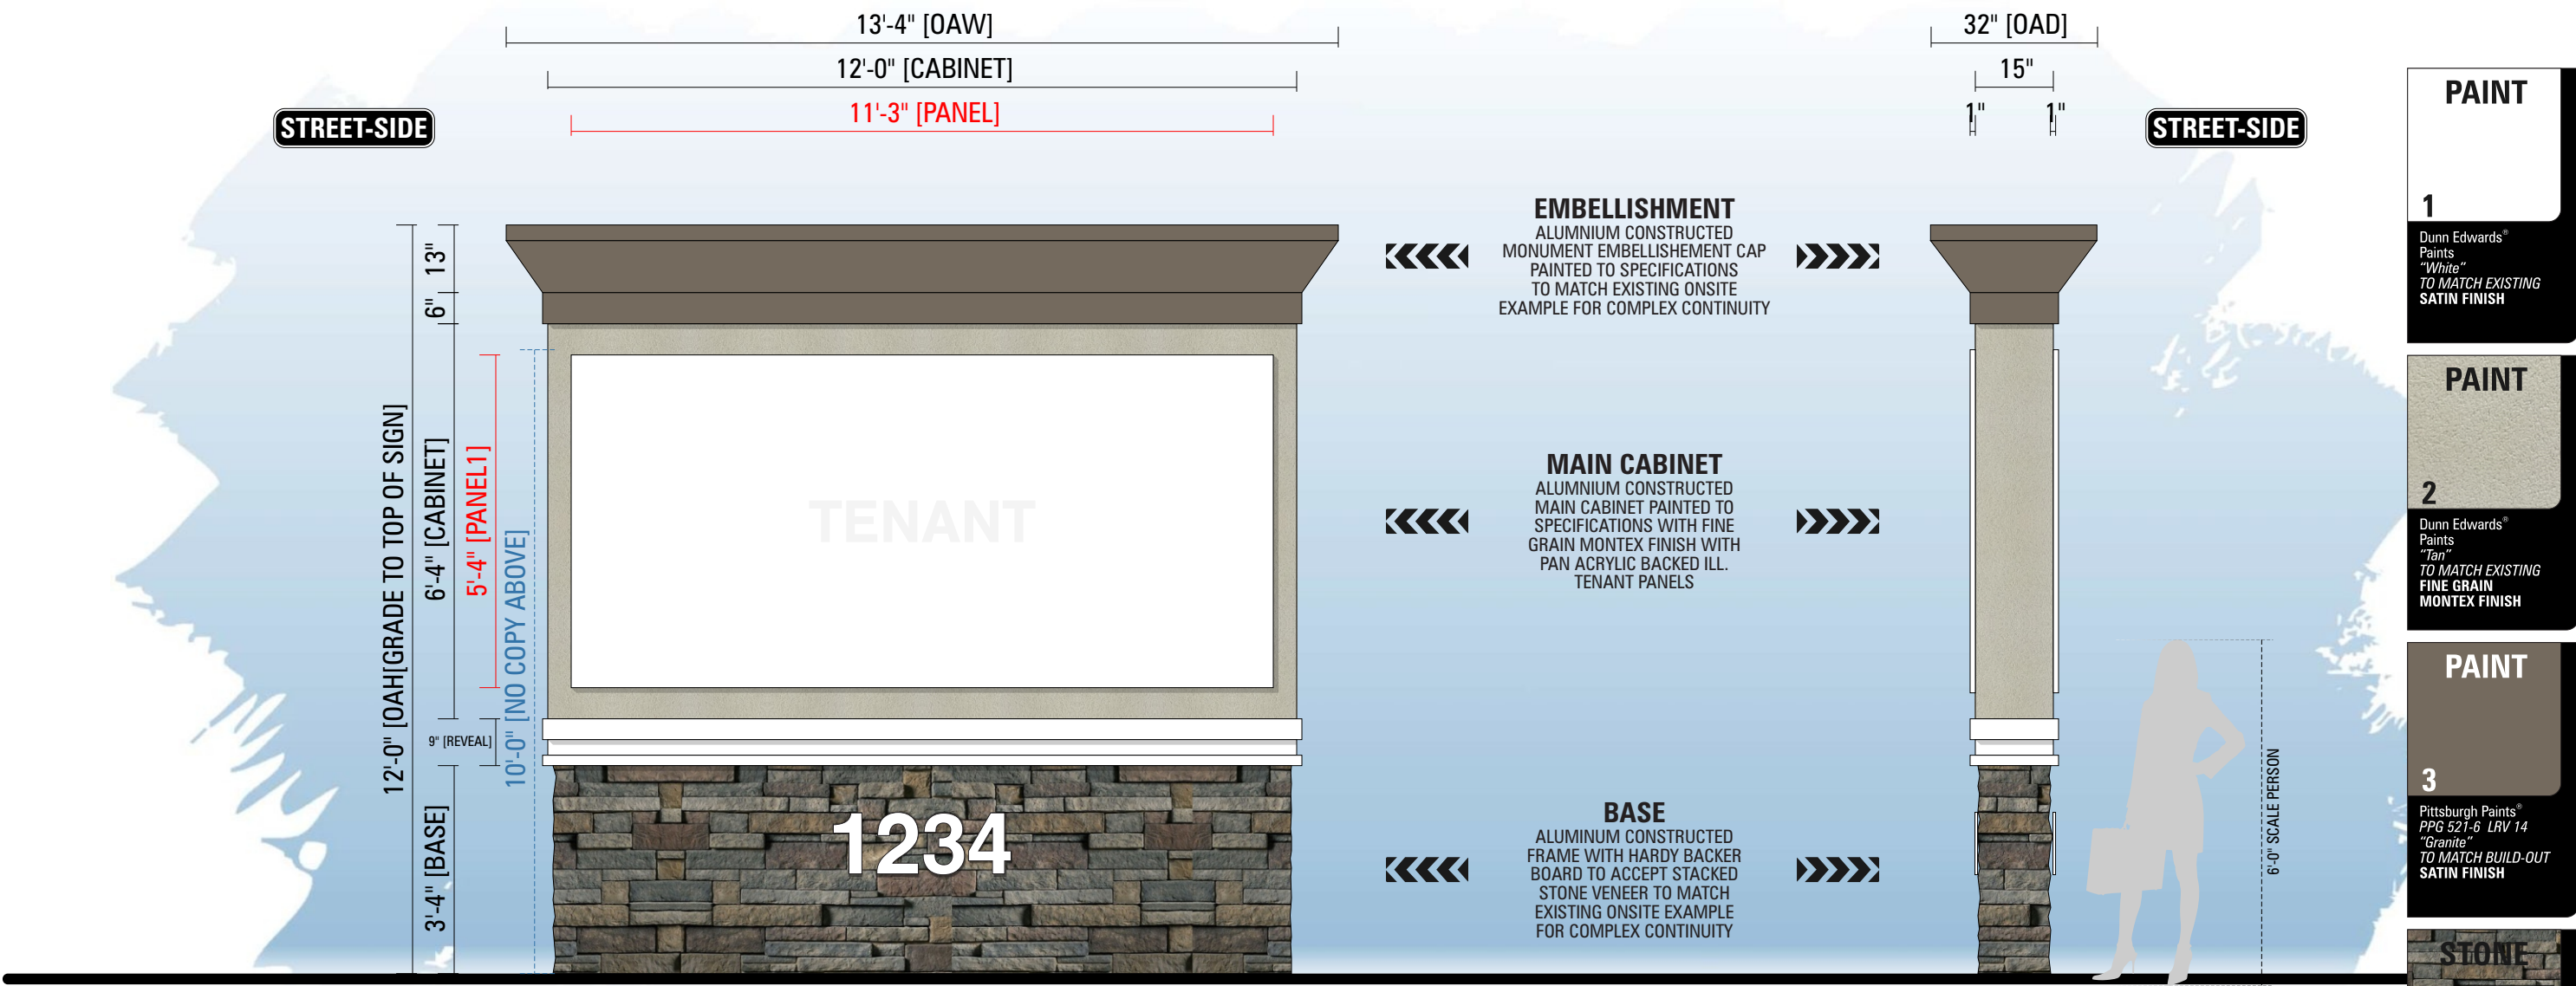 13'-4" [OAW]
12'-0" [CABINET]
11'-3" [PANEL]
STREET-SIDE
32" [OAD]
15"
1"
1"
STREET-SIDE
12'-0" [OAH[GRADE TO TOP OF SIGN]
13"
6"
6'-4" [CABINET]
5'-4" [PANEL1]
9" [REVEAL]
3'-4" [BASE]
10'-0" [NO COPY ABOVE]
TENANT
1234
EMBELLISHMENT
ALUMNIUM CONSTRUCTED
MONUMENT EMBELLISHEMENT CAP
PAINTED TO SPECIFICATIONS
TO MATCH EXISTING ONSITE
EXAMPLE FOR COMPLEX CONTINUITY
MAIN CABINET
ALUMNIUM CONSTRUCTED
MAIN CABINET PAINTED TO
SPECIFICATIONS WITH FINE
GRAIN MONTEX FINISH WITH
PAN ACRYLIC BACKED ILL.
TENANT PANELS
BASE
ALUMINUM CONSTRUCTED
FRAME WITH HARDY BACKER
BOARD TO ACCEPT STACKED
STONE VENEER TO MATCH
EXISTING ONSITE EXAMPLE
FOR COMPLEX CONTINUITY
6'-0" SCALE PERSON
PAINT
1
Dunn Edwards®
Paints
"White"
TO MATCH EXISTING
SATIN FINISH
PAINT
2
Dunn Edwards®
Paints
"Tan"
TO MATCH EXISTING
FINE GRAIN
MONTEX FINISH
PAINT
3
Pittsburgh Paints®
PPG 521-6 LRV 14
"Granite"
TO MATCH BUILD-OUT
SATIN FINISH
STONE